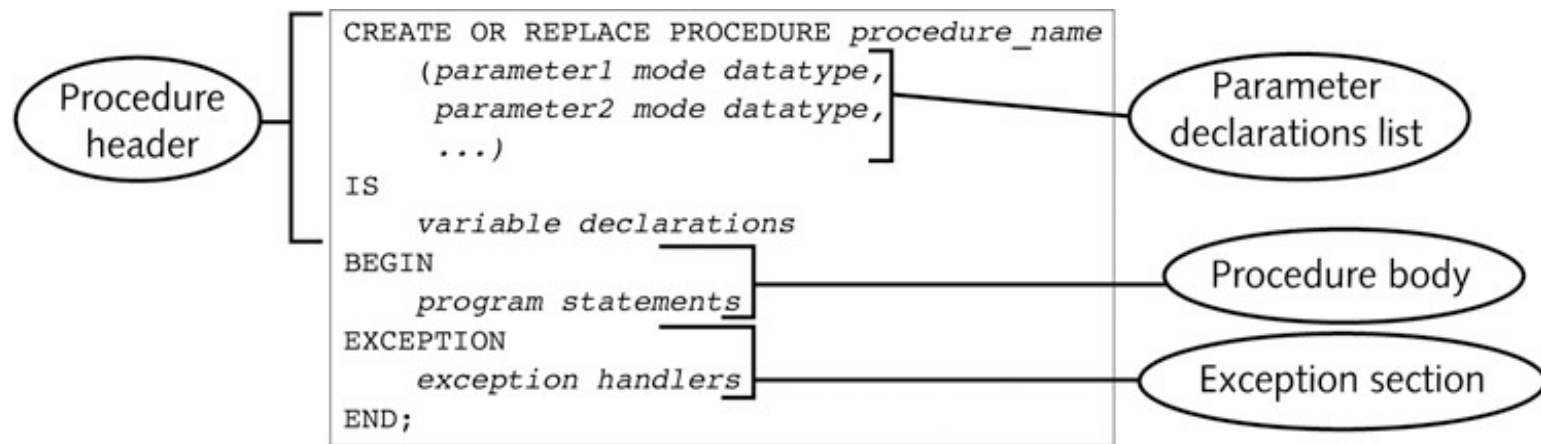 CREATE OR REPLACE PROCEDURE procedure_name
(parameter1 mode datatype,
parameter2 mode datatype,
...)
IS
variable declarations
BEGIN
program statements
EXCEPTION
exception handlers
END;
Procedure
header
Parameter
declarations list
Procedure body
Exception section